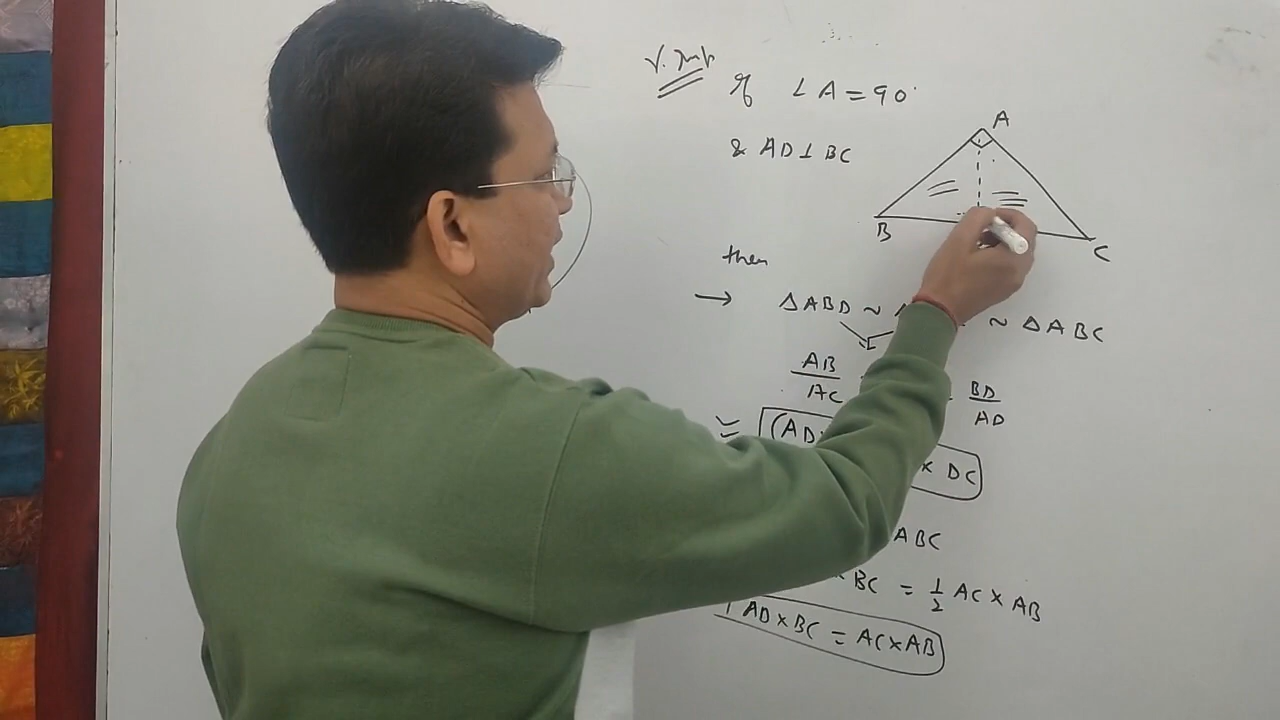 V. Imp
If ∠A = 90°
& AD ⊥ BC
A
B
C
then
→ ΔABD ~ ~ ΔABC
AB/AC BD/AD
(AD × DC
ABC
BC = 1/2 AC × AB
AD × BC = AC × AB